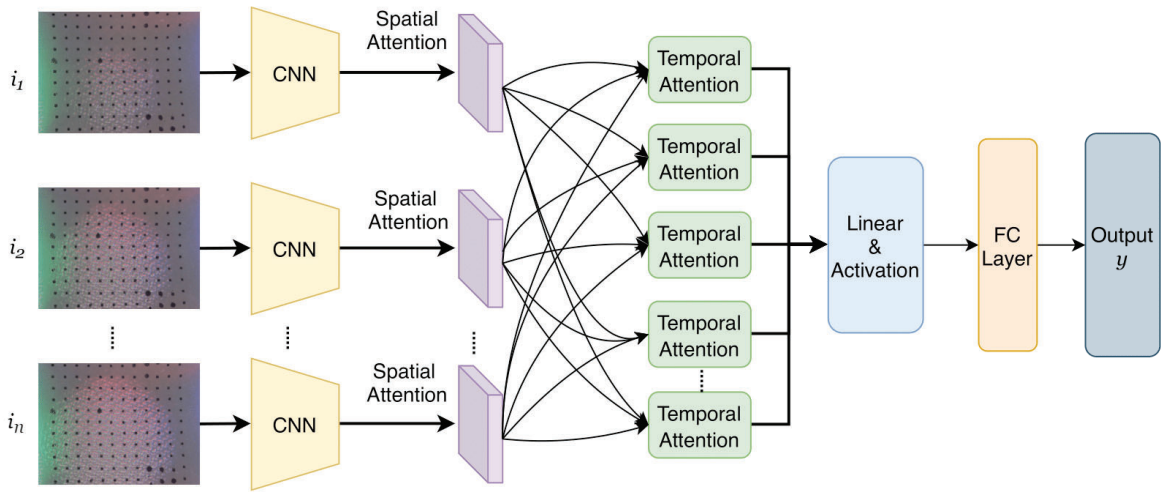 i1
CNN
Spatial
Attention
i2
CNN
Spatial
Attention
in
CNN
Spatial
Attention
Temporal
Attention
Temporal
Attention
Temporal
Attention
Temporal
Attention
Temporal
Attention
Linear
&
Activation
FC
Layer
Output
y